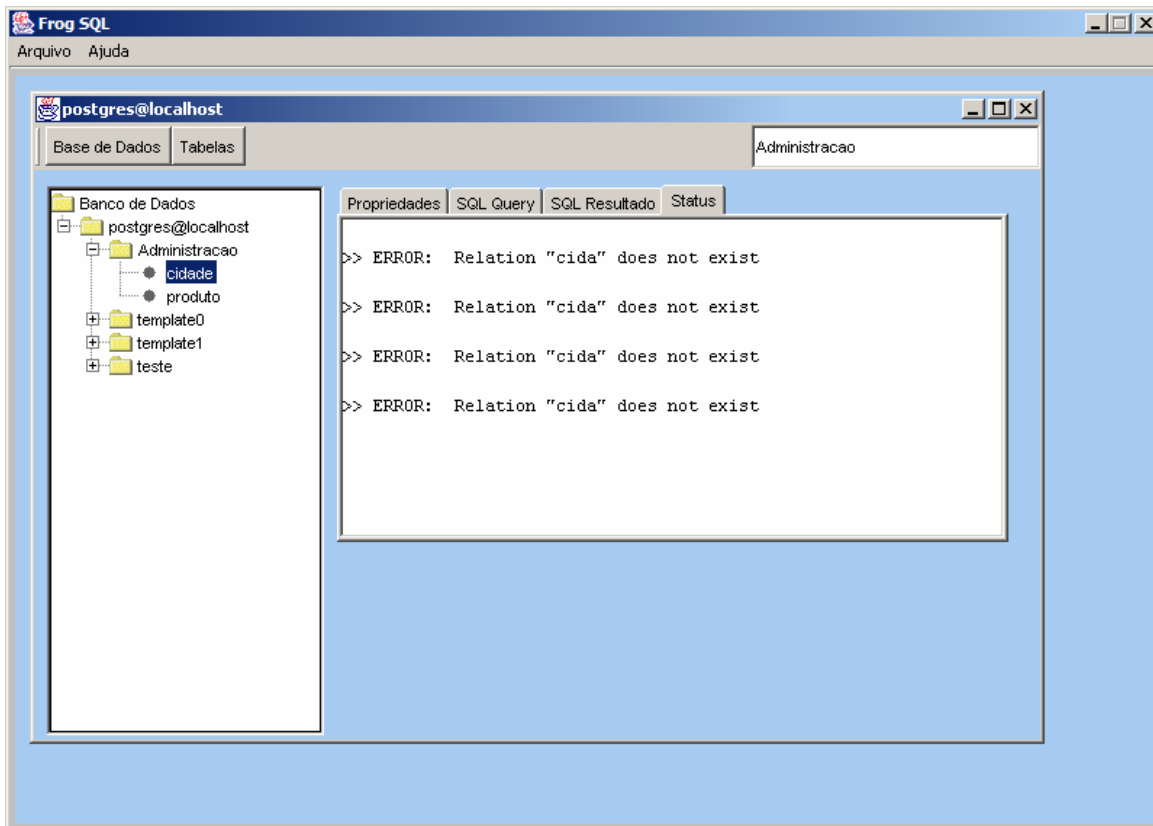 Frog SQL
Arquivo Ajuda
postgres@localhost
Base de Dados Tabelas Administracao
Banco de Dados
postgres@localhost
Administracao
cidade
produto
template0
template1
teste
Propriedades SQL Query SQL Resultado Status
>> ERROR: Relation "cida" does not exist
>> ERROR: Relation "cida" does not exist
>> ERROR: Relation "cida" does not exist
>> ERROR: Relation "cida" does not exist